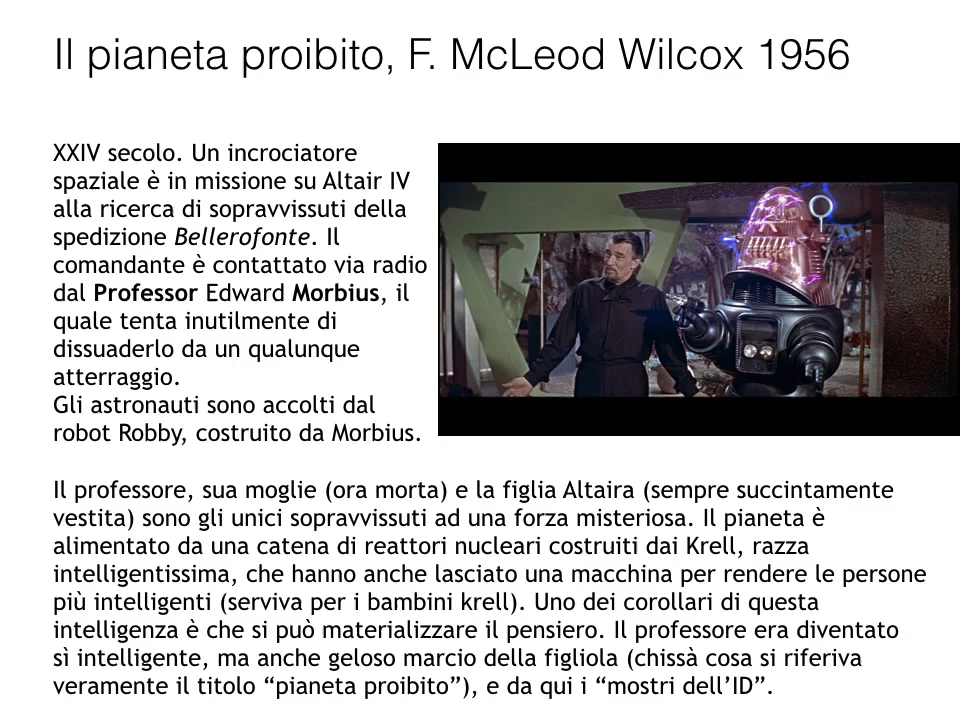 Il pianeta proibito, F. McLeod Wilcox 1956
XXIV secolo. Un incrociatore
spaziale è in missione su Altair IV
alla ricerca di sopravvissuti della
spedizione Bellerofonte. Il
comandante è contattato via radio
dal Professor Edward Morbius, il
quale tenta inutilmente di
dissuaderlo da un qualunque
atterraggio.
Gli astronauti sono accolti dal
robot Robby, costruito da Morbius.
Il professore, sua moglie (ora morta) e la figlia Altaira (sempre succintamente
vestita) sono gli unici sopravvissuti ad una forza misteriosa. Il pianeta è
alimentato da una catena di reattori nucleari costruiti dai Krell, razza
intelligentissima, che hanno anche lasciato una macchina per rendere le persone
più intelligenti (serviva per i bambini krell). Uno dei corollari di questa
intelligenza è che si può materializzare il pensiero. Il professore era diventato
sì intelligente, ma anche geloso marcio della figliola (chissà cosa si riferiva
veramente il titolo “pianeta proibito”), e da qui i “mostri dell’ID”.